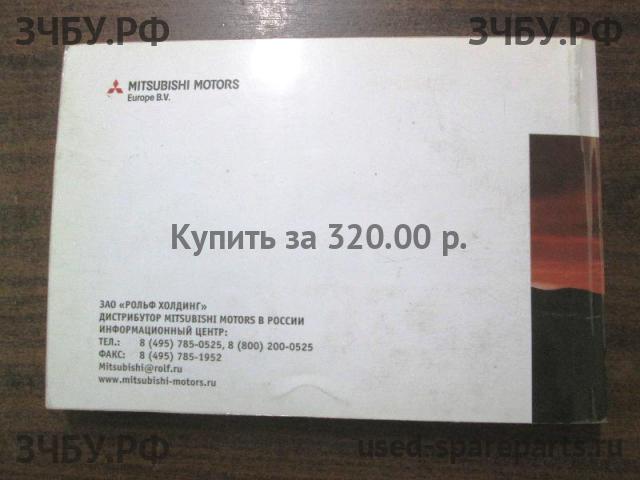 ЗЧБУ.РФ ЗЧБУ.РФ
MITSUBISHI MOTORS
Europe B.V.
Купить за 320.00 р.
ЗАО «РОЛЬФ ХОЛДИНГ»
ДИСТРИБУТОР MITSUBISHI MOTORS В РОССИИ
ИНФОРМАЦИОННЫЙ ЦЕНТР:
ТЕЛ.: 8 (495) 785-0525, 8 (800) 200-0525
ФАКС: 8 (495) 785-1952
Mitsubishi@rolf.ru
www.mitsubishi-motors.ru
ЗЧБУ.РФ used-spareparts.ru